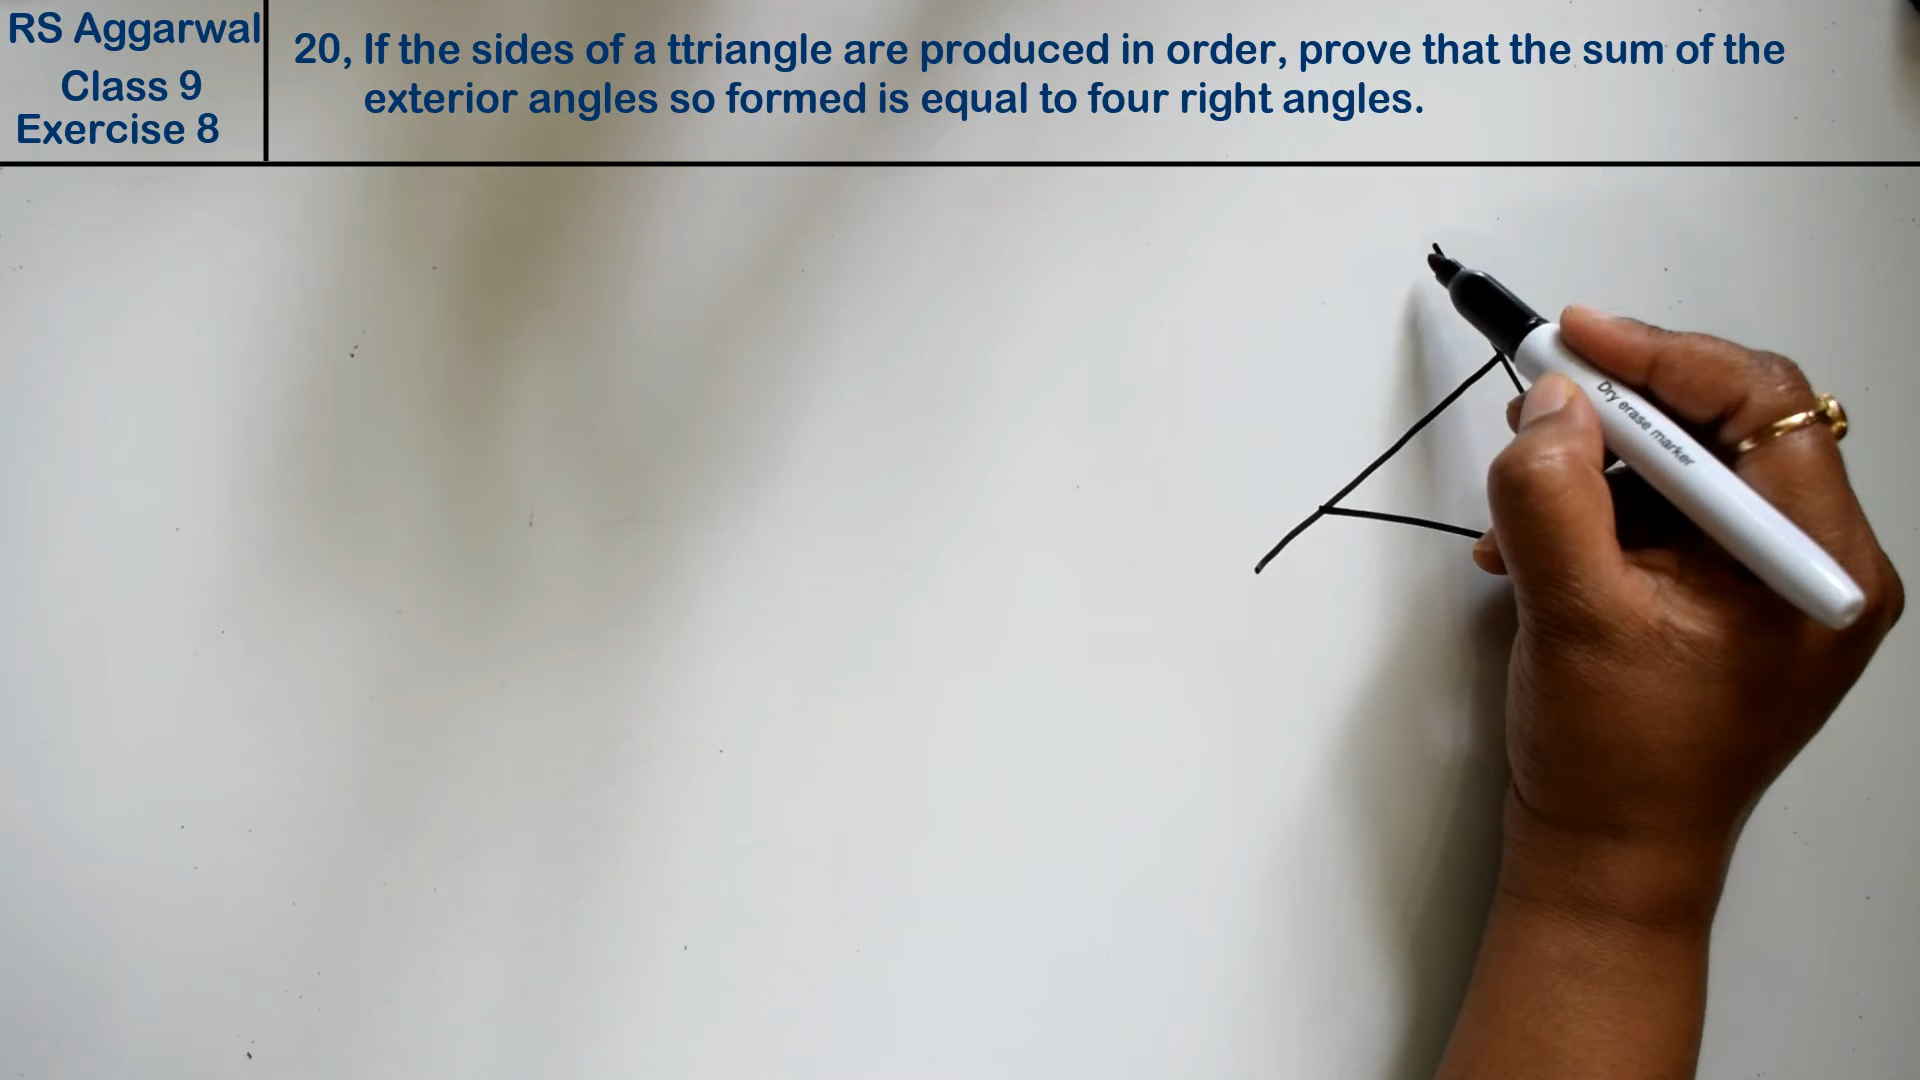 RS Aggarwal
Class 9
Exercise 8
20, If the sides of a ttriangle are produced in order, prove that the sum of the
exterior angles so formed is equal to four right angles.
Dry erase marker